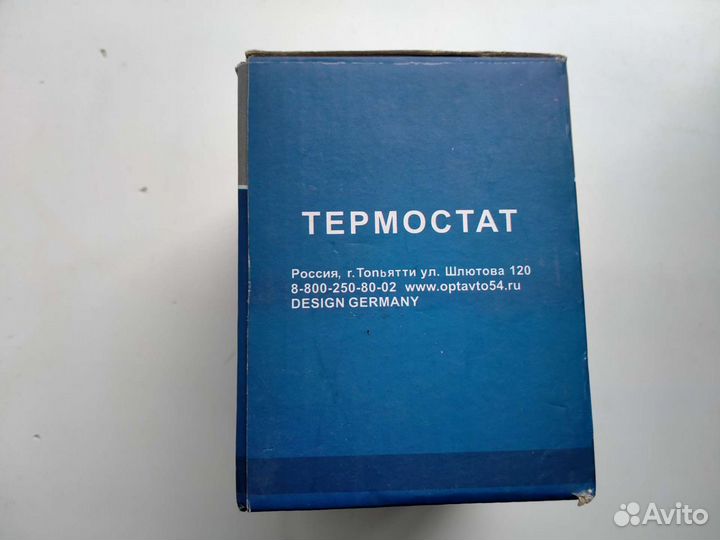 ТЕРМОСТАТ
Россия, г.Топьятти ул. Шлютова 120
8-800-250-80-02 www.optavto54.ru
DESIGN GERMANY
Avito